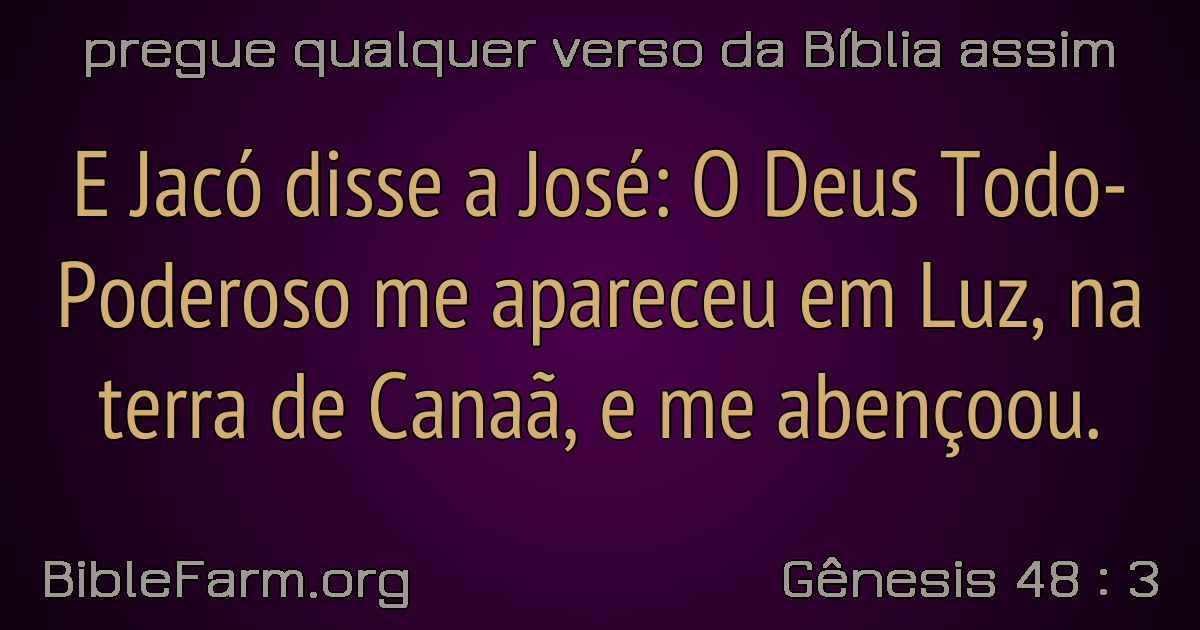 pregue qualquer verso da Bíblia assim
E Jacó disse a José: O Deus Todo-
Poderoso me apareceu em Luz, na
terra de Canaã, e me abençoou.
BibleFarm.org
Gênesis 48 : 3